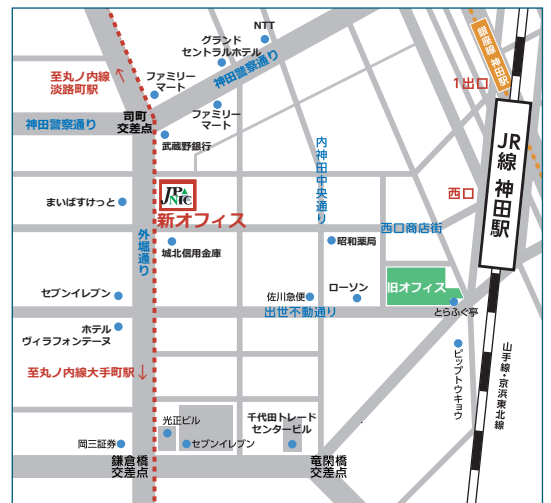 NTT
グランド
セントラルホテル
神田警察通り
銀座線 神田駅
至丸ノ内線
淡路町駅
ファミリー
マート
1出口
ファミリー
マート
司町
交差点
神田警察通り
武蔵野銀行
内神田中央通り
JR線 神田駅
西口
JPNIC
まいばすけっと
新オフィス
西口商店街
外堀通り
城北信用金庫
昭和薬局
セブンイレブン
佐川急便
ローソン
旧オフィス
出世不動通り
とらふぐ亭
ホテル
ヴィラフォンテーヌ
山手線・京浜東北線
ピップトウキョウ
至丸ノ内線大手町駅
光正ビル
千代田トレード
センタービル
岡三証券
セブンイレブン
鎌倉橋
交差点
竜閑橋
交差点